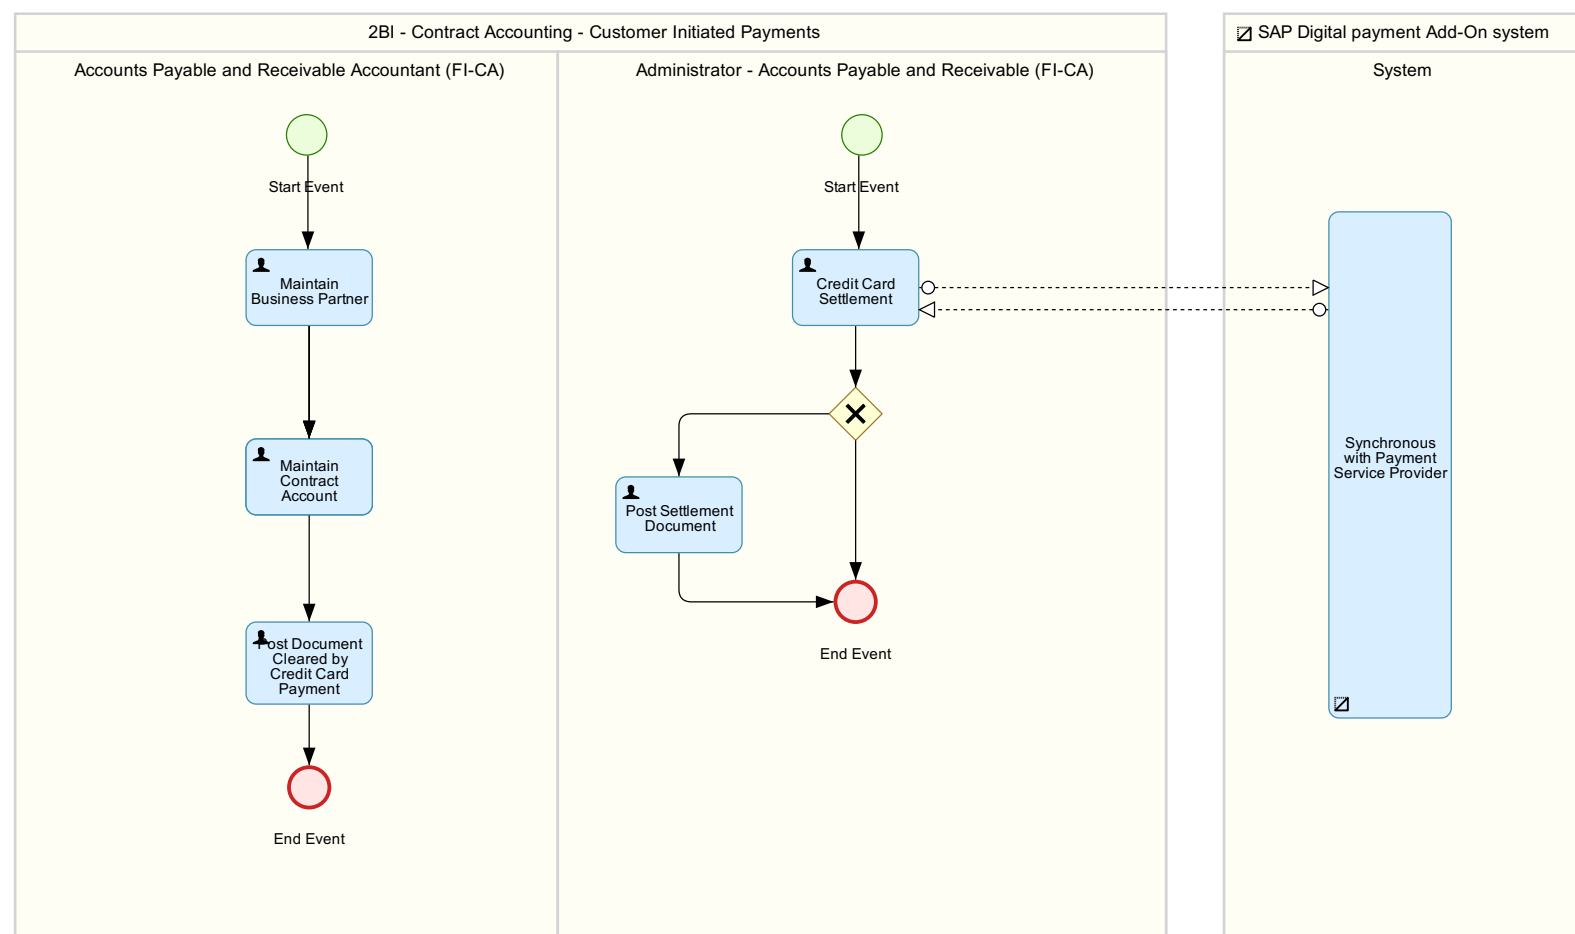 2BI - Contract Accounting - Customer Initiated Payments
SAP Digital payment Add-On system
Accounts Payable and Receivable Accountant (FI-CA)
Administrator - Accounts Payable and Receivable (FI-CA)
System
Start Event
Maintain
Business Partner
Maintain
Contract
Account
Post Document
Cleared by
Credit Card
Payment
End Event
Start Event
Credit Card
Settlement
Post Settlement
Document
End Event
Synchronous
with Payment
Service Provider